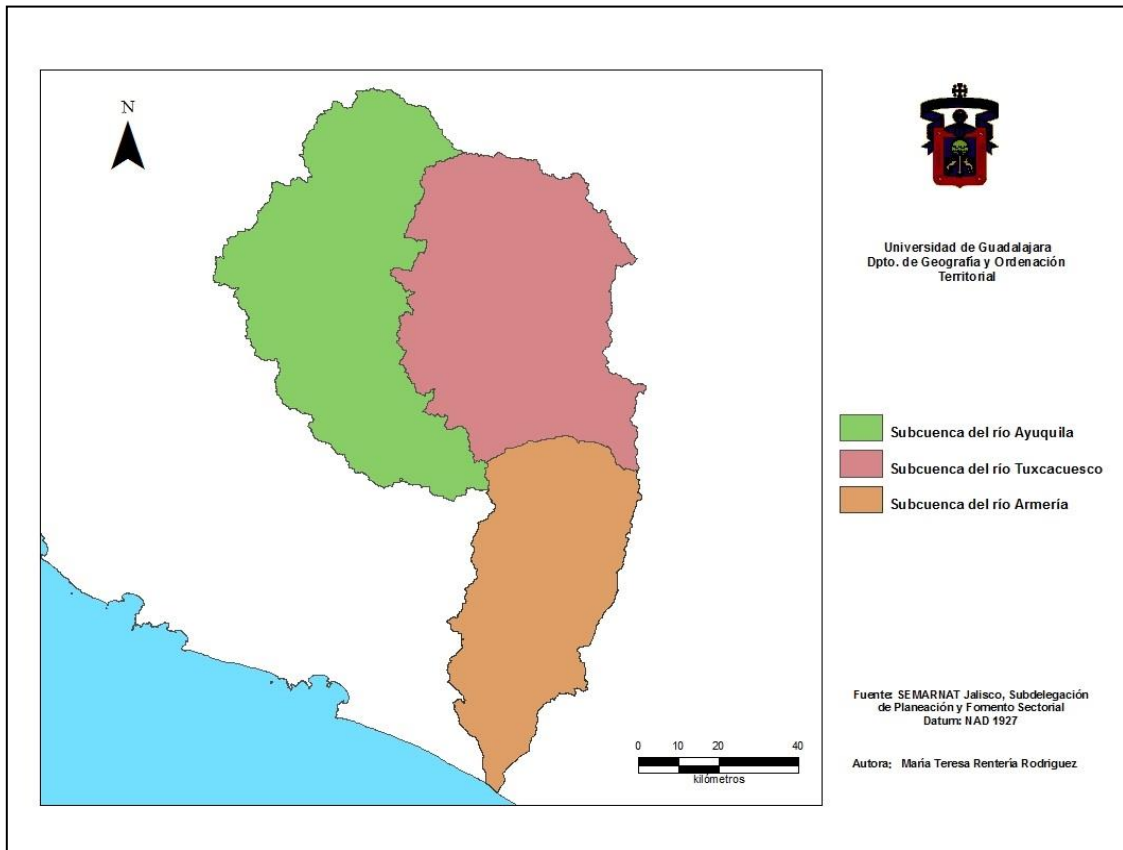 N
Universidad de Guadalajara
Dpto. de Geografía y Ordenación
Territorial
Subcuenca del río Ayuquila
Subcuenca del río Tuxcacuesco
Subcuenca del río Armería
0 10 20 40
kilómetros
Fuente: SEMARNAT Jalisco, Subdelegación
de Planeación y Fomento Sectorial
Datum: NAD 1927
Autora; María Teresa Rentería Rodríguez